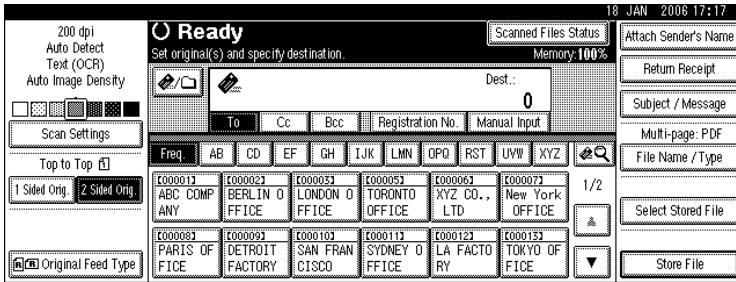 18 JAN 2006 17:17
200 dpi
Auto Detect
Text (OCR)
Auto Image Density
Scan Settings
Top to Top
1 Sided Orig.
2 Sided Orig.
Original Feed Type
Ready
Scanned Files Status
Set original(s) and specify destination.
Memory:100%
Dest.:
0
To
Cc
Bcc
Registration No.
Manual Input
Freq.
AB
CD
EF
GH
IJK
LMN
OPQ
RST
UVW
XYZ
[00001]
ABC COMP
ANY
[00002]
BERLIN O
FFICE
[00003]
LONDON O
FFICE
[00005]
TORONTO
OFFICE
[00006]
XYZ CO.,
LTD
[00007]
New York
OFFICE
1/2
[00008]
PARIS OF
FICE
[00009]
DETROIT
FACTORY
[00010]
SAN FRAN
CISCO
[00011]
SYDNEY O
FFICE
[00012]
LA FACTO
RY
[00013]
TOKYO OF
FICE
Attach Sender's Name
Return Receipt
Subject / Message
Multi-page: PDF
File Name / Type
Select Stored File
Store File